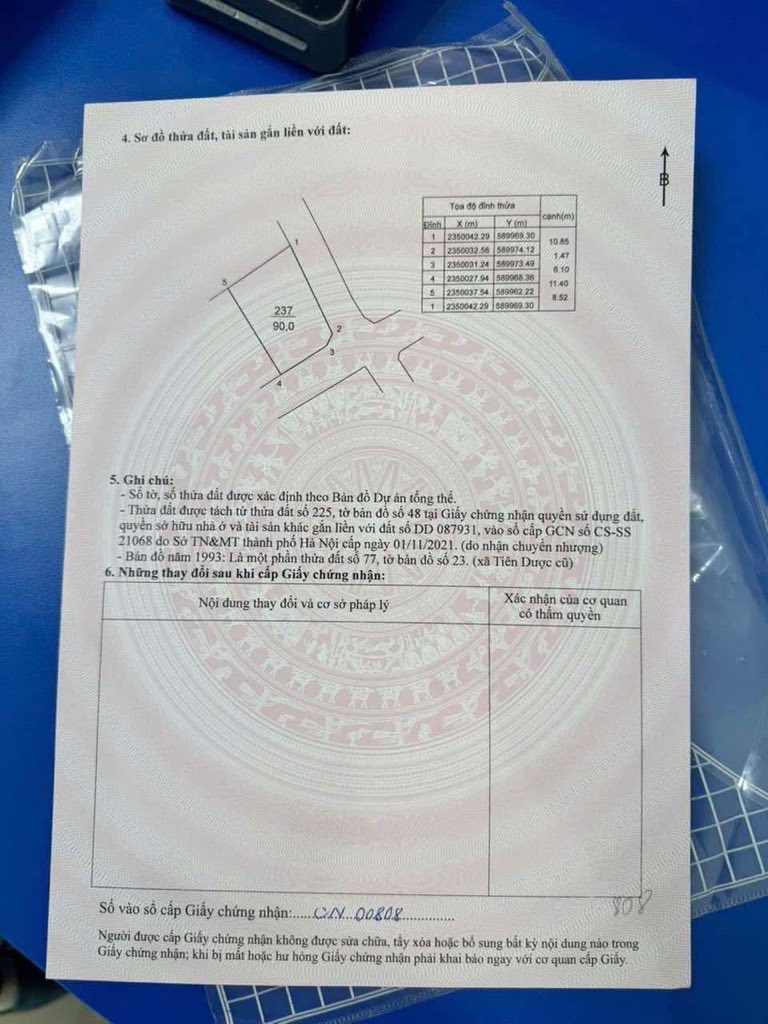 4. Sơ đồ thửa đất, tài sản gắn liền với đất:
B
Tọa độ đỉnh thửa cạnh(m)
Đỉnh X (m) Y (m)
1 2350042.29 589969.30
10.85
2 2350032.56 589974.12
1.47
3 2350031.24 589973.49
6.10
4 2350027.94 589968.36
11.40
5 2350037.54 589962.22
8.52
1 2350042.29 589969.30
1
5
237
90,0
2
3
4
5. Ghi chú:
- Số tờ, số thửa đất được xác định theo Bản đồ Dự án tổng thể.
- Thửa đất được tách từ thửa đất số 225, tờ bản đồ số 48 tại Giấy chứng nhận quyền sử dụng đất,
quyền sở hữu nhà ở và tài sản khác gắn liền với đất số DD 087931, vào sổ cấp GCN số CS-SS
21068 do Sở TN&MT thành phố Hà Nội cấp ngày 01/11/2021. (do nhận chuyển nhượng)
- Bản đồ năm 1993: Là một phần thửa đất số 77, tờ bản đồ số 23. (xã Tiên Dược cũ)
6. Những thay đổi sau khi cấp Giấy chứng nhận:
Nội dung thay đổi và cơ sở pháp lý
Xác nhận của cơ quan
có thẩm quyền
Số vào sổ cấp Giấy chứng nhận:.....CN 00808..............
808
Người được cấp Giấy chứng nhận không được sửa chữa, tẩy xóa hoặc bổ sung bất kỳ nội dung nào trong
Giấy chứng nhận; khi bị mất hoặc hư hỏng Giấy chứng nhận phải khai báo ngay với cơ quan cấp Giấy.